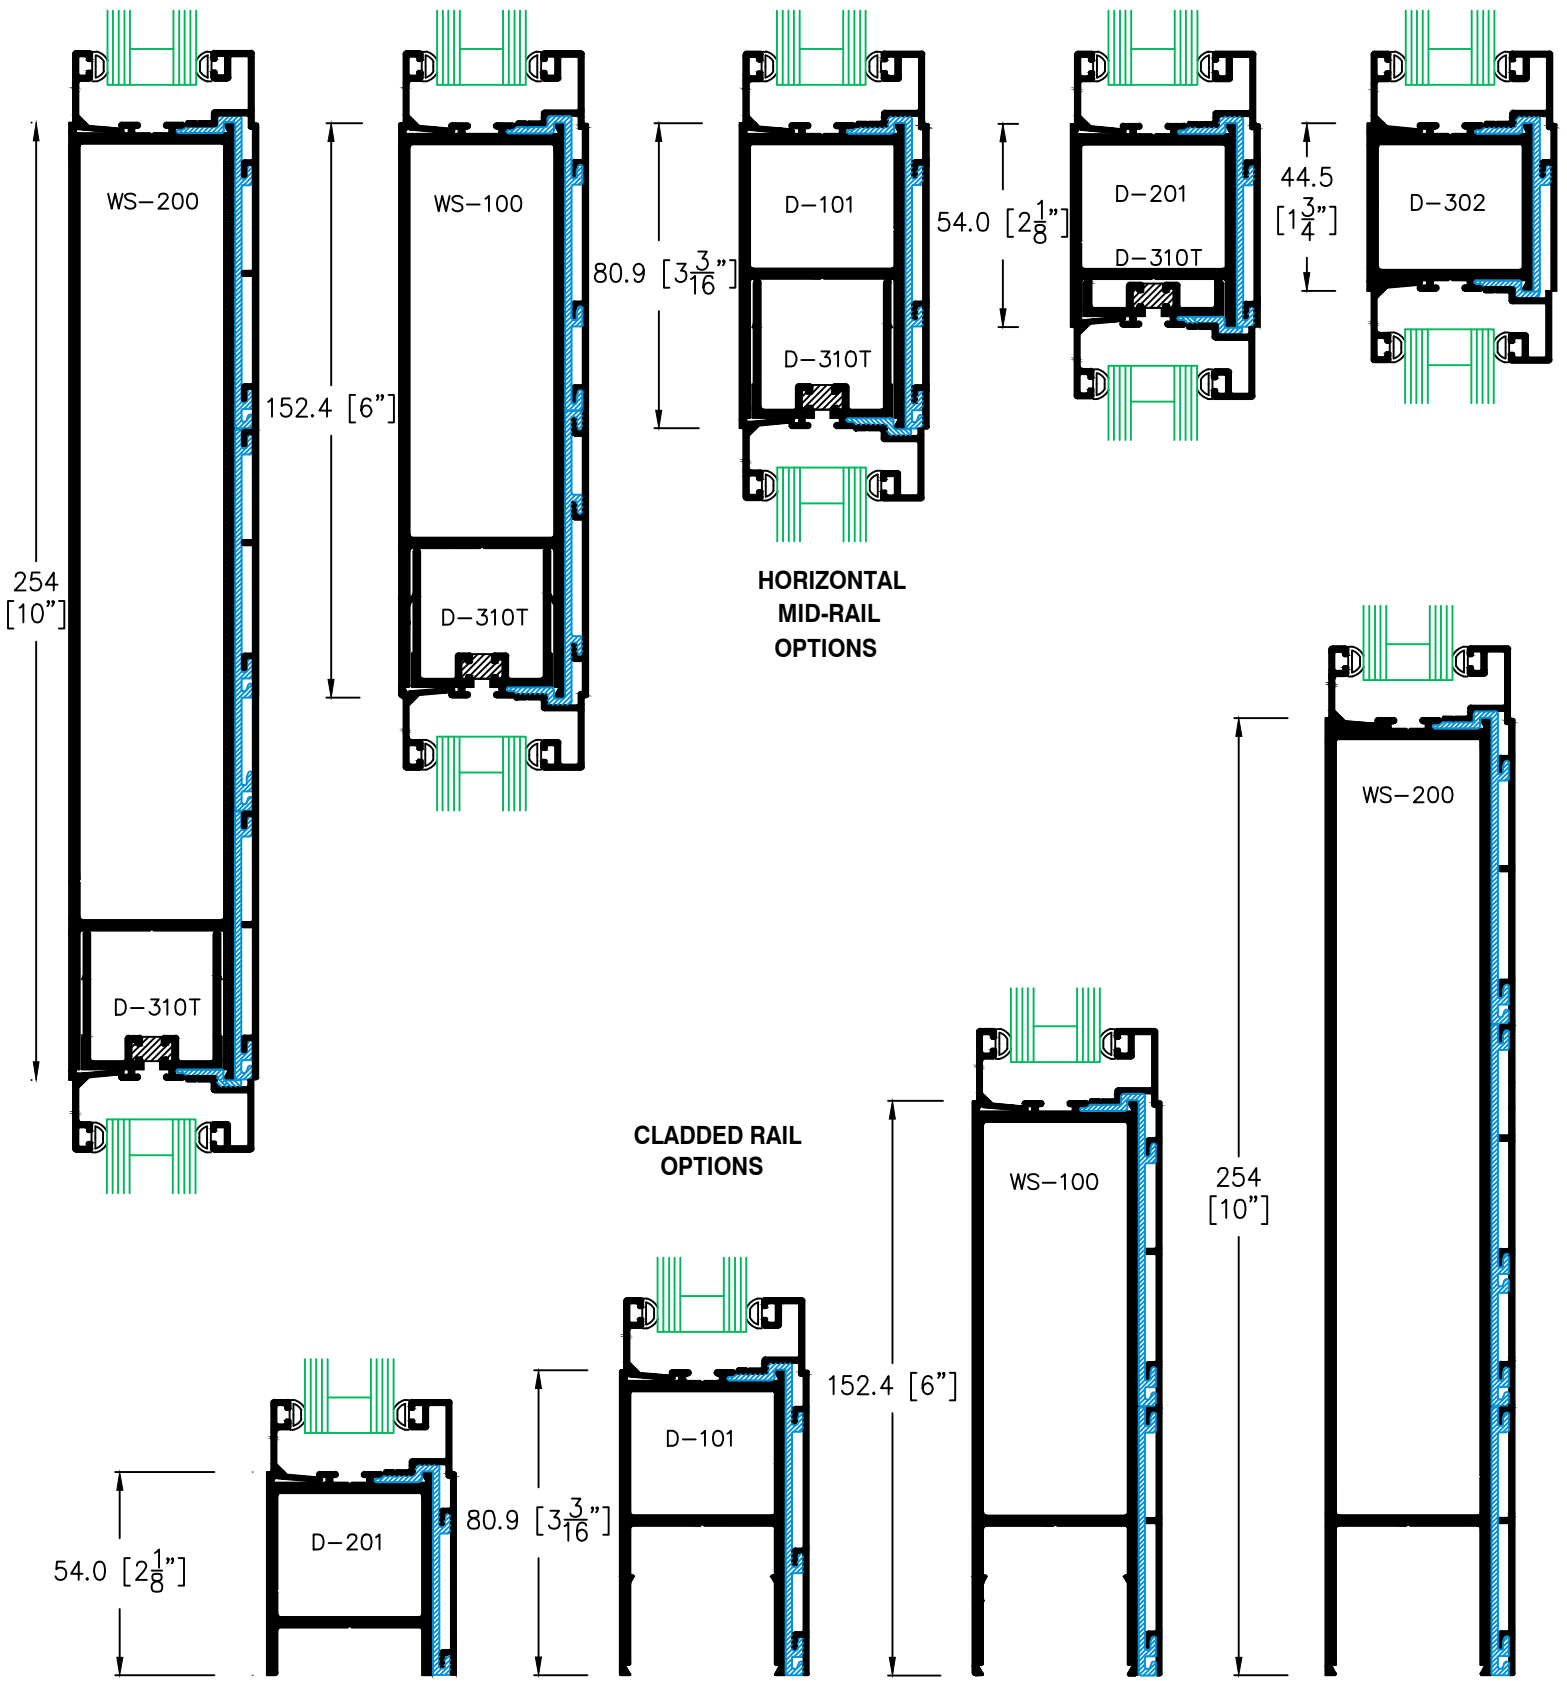 WS-200
254
[10"]
D-310T
WS-100
152.4 [6"]
D-310T
D-101
80.9 [3 3/16"]
D-310T
D-201
54.0 [2 1/8"]
D-310T
D-302
44.5
[1 3/4"]
HORIZONTAL
MID-RAIL
OPTIONS
CLADDED RAIL
OPTIONS
D-201
54.0 [2 1/8"]
D-101
80.9 [3 3/16"]
WS-100
152.4 [6"]
WS-200
254
[10"]